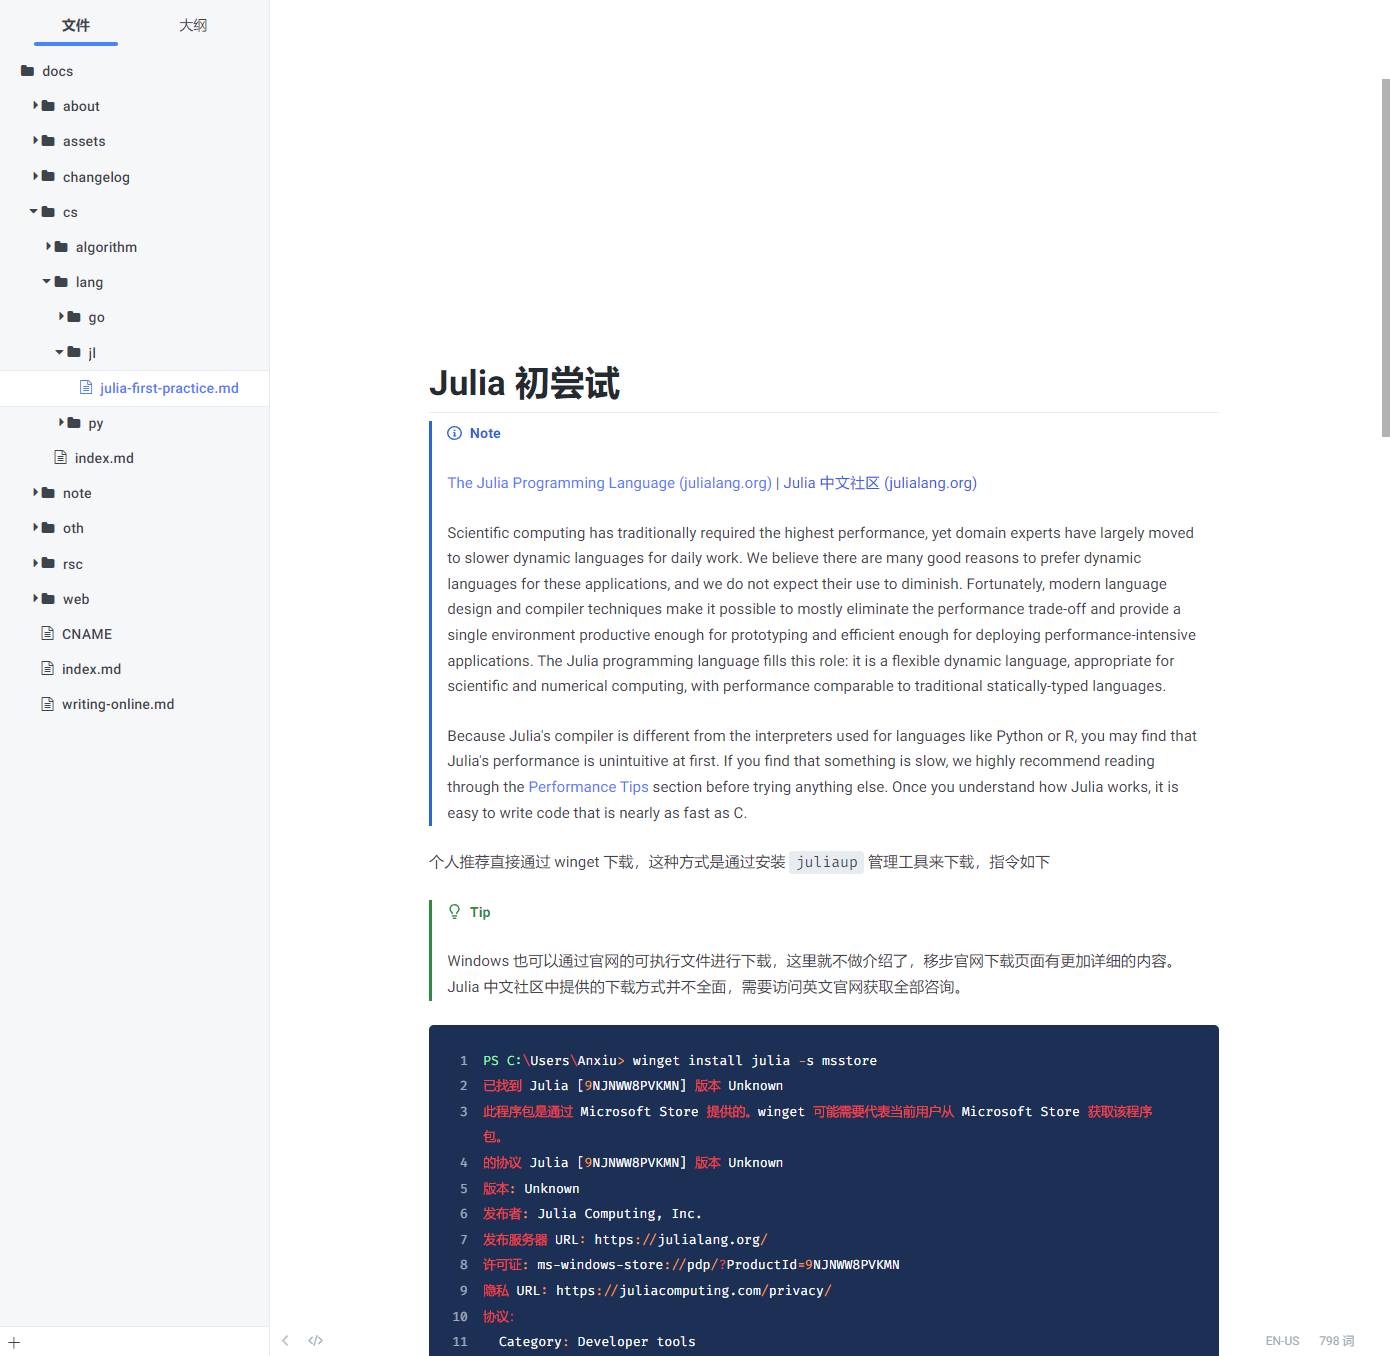 文件
大纲
docs
about
assets
changelog
cs
algorithm
lang
go
jl
julia-first-practice.md
py
index.md
note
oth
rsc
web
CNAME
index.md
writing-online.md
Julia 初尝试
Note
The Julia Programming Language (julialang.org) | Julia 中文社区 (julialang.org)
Scientific computing has traditionally required the highest performance, yet domain experts have largely moved
to slower dynamic languages for daily work. We believe there are many good reasons to prefer dynamic
languages for these applications, and we do not expect their use to diminish. Fortunately, modern language
design and compiler techniques make it possible to mostly eliminate the performance trade-off and provide a
single environment productive enough for prototyping and efficient enough for deploying performance-intensive
applications. The Julia programming language fills this role: it is a flexible dynamic language, appropriate for
scientific and numerical computing, with performance comparable to traditional statically-typed languages.
Because Julia's compiler is different from the interpreters used for languages like Python or R, you may find that
Julia's performance is unintuitive at first. If you find that something is slow, we highly recommend reading
through the Performance Tips section before trying anything else. Once you understand how Julia works, it is
easy to write code that is nearly as fast as C.
个人推荐直接通过 winget 下载，这种方式是通过安装 juliaup 管理工具来下载，指令如下
Tip
Windows 也可以通过官网的可执行文件进行下载，这里就不做介绍了，移步官网下载页面有更加详细的内容。
Julia 中文社区中提供的下载方式并不全面，需要访问英文官网获取全部咨询。
1 PS C:\Users\Anxiu> winget install julia -s msstore
2 已找到 Julia [9NJNWW8PVKMN] 版本 Unknown
3 此程序包是通过 Microsoft Store 提供的。winget 可能需要代表当前用户从 Microsoft Store 获取该程序
包。
4 的协议 Julia [9NJNWW8PVKMN] 版本 Unknown
5 版本: Unknown
6 发布者: Julia Computing, Inc.
7 发布服务器 URL: https://julialang.org/
8 许可证: ms-windows-store://pdp/?ProductId=9NJNWW8PVKMN
9 隐私 URL: https://juliacomputing.com/privacy/
10 协议:
11 Category: Developer tools
EN-US
798 词